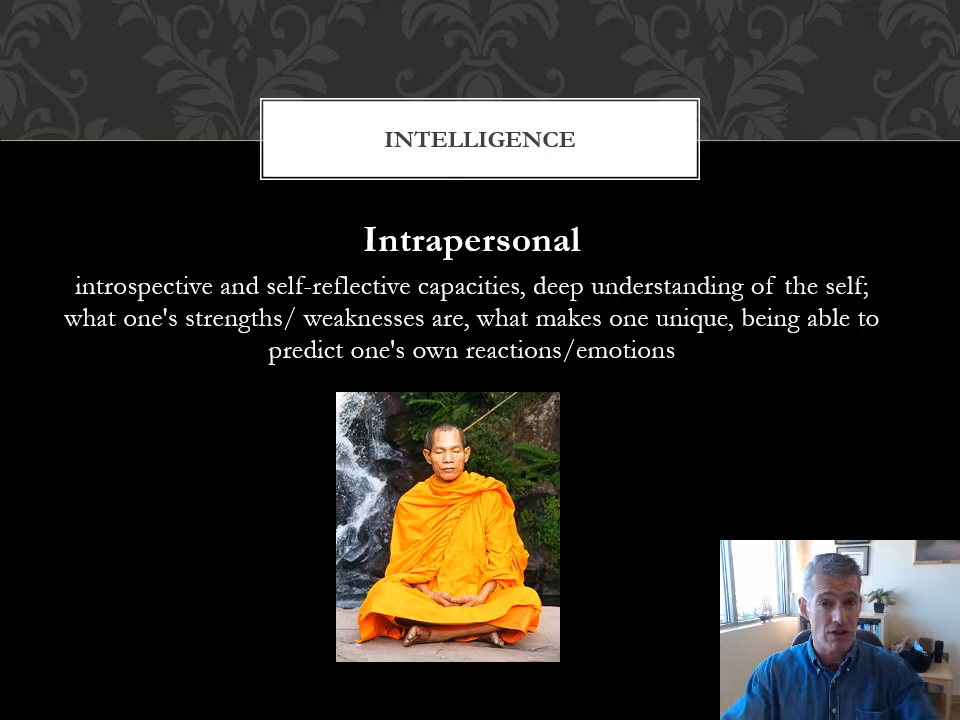 INTELLIGENCE
Intrapersonal
introspective and self-reflective capacities, deep understanding of the self;
what one's strengths/ weaknesses are, what makes one unique, being able to
predict one's own reactions/emotions